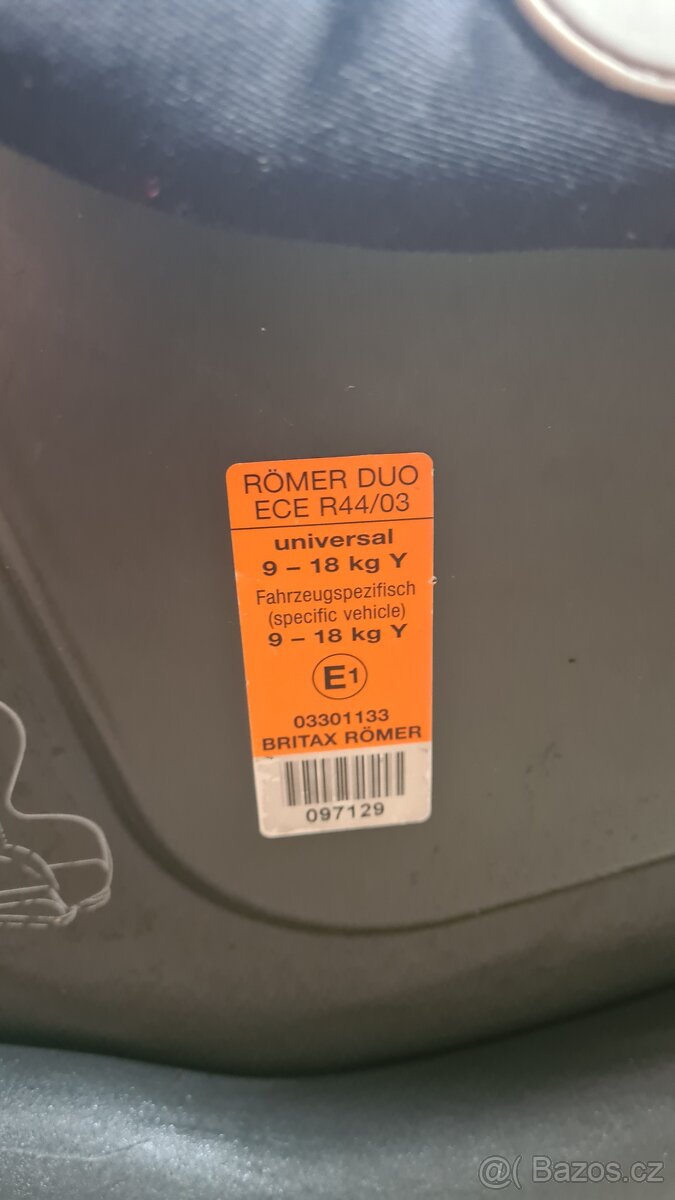 RÖMER DUO
ECE R44/03
universal
9 – 18 kg Y
Fahrzeugspezifisch
(specific vehicle)
9 – 18 kg Y
E1
03301133
BRITAX RÖMER
097129
@( Bazos.cz